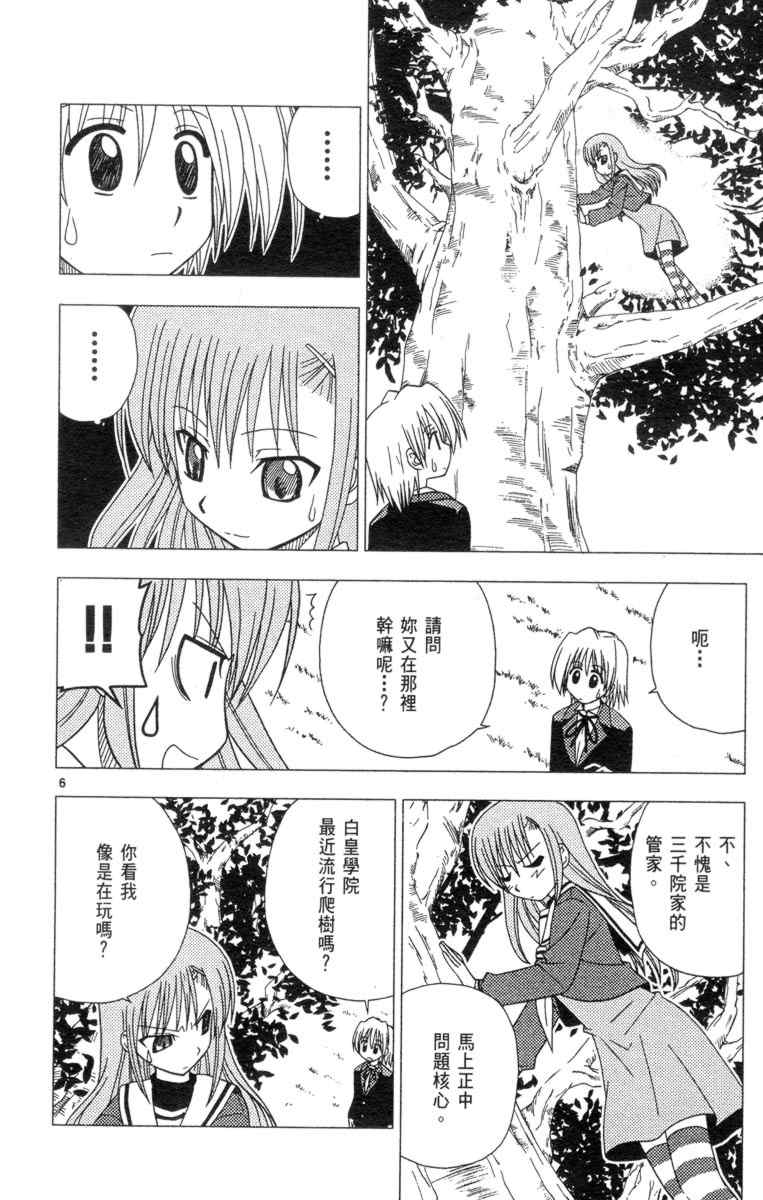 ……
……
呃…
請問
妳又在那裡
幹嘛呢…?
!!
不、
不愧是
三千院家的
管家。
馬上正中
問題核心。
白皇學院
最近流行爬樹嗎?
你看我
像是在玩嗎?
6